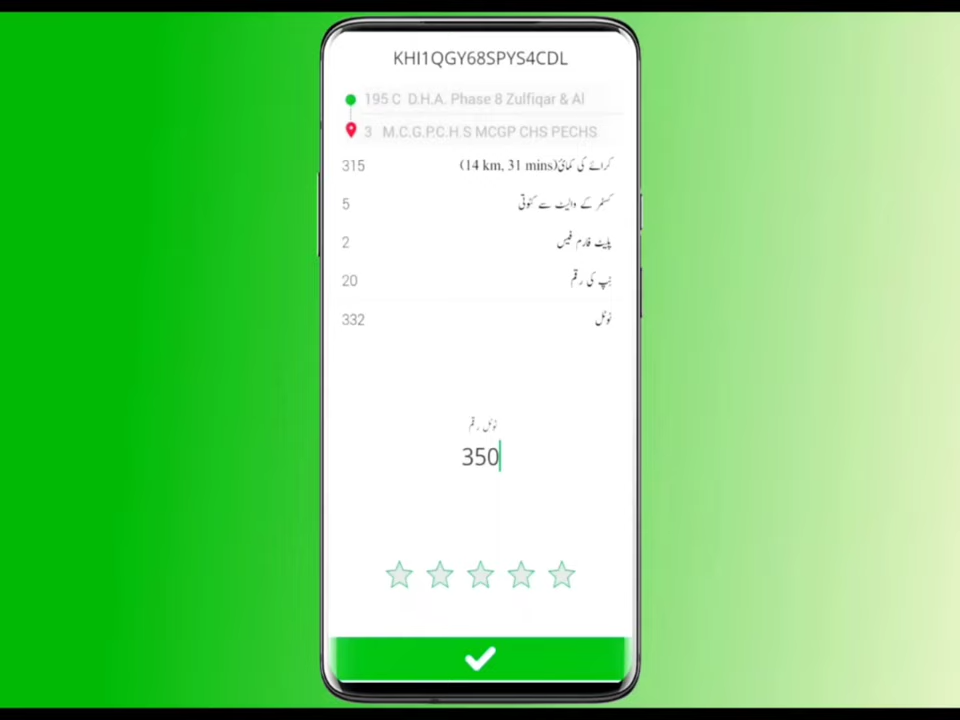 KHI1QGY68SPYS4CDL
195 C D.H.A. Phase 8 Zulfiqar & Al
3 M.C.G.P.C.H S MCGP CHS PECHS
کرائے کی کمائی(14 km, 31 mins) 315
کسٹمر کے والیٹ سے کٹوتی 5
پلیٹ فارم فیس 2
ٹپ کی رقم 20
ٹوٹل 332
ٹوٹل رقم
350